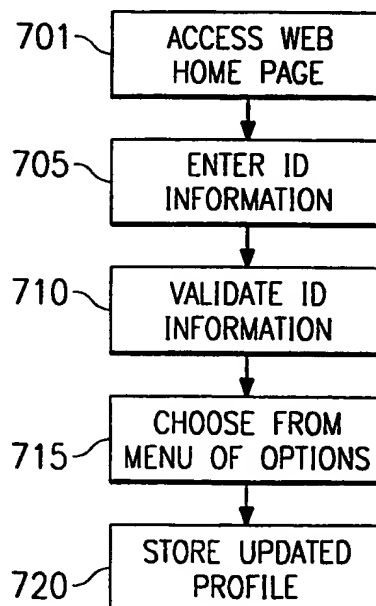 701
ACCESS WEB
HOME PAGE
705
ENTER ID
INFORMATION
710
VALIDATE ID
INFORMATION
715
CHOOSE FROM
MENU OF OPTIONS
720
STORE UPDATED
PROFILE